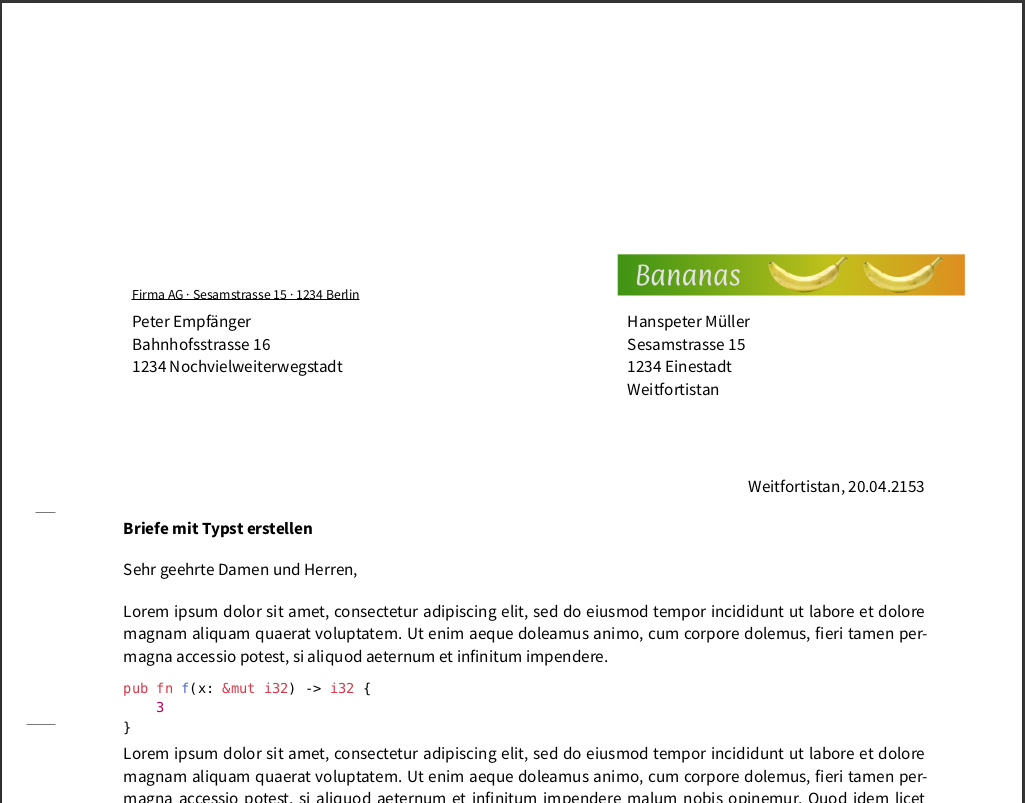 Bananas
Firma AG · Sesamstrasse 15 · 1234 Berlin
Peter Empfänger
Bahnhofsstrasse 16
1234 Nochvielweiterwegstadt
Hanspeter Müller
Sesamstrasse 15
1234 Einestadt
Weitfortistan
Weitfortistan, 20.04.2153
Briefe mit Typst erstellen
Sehr geehrte Damen und Herren,
Lorem ipsum dolor sit amet, consectetur adipiscing elit, sed do eiusmod tempor incididunt ut labore et dolore
magnam aliquam quaerat voluptatem. Ut enim aeque doleamus animo, cum corpore dolemus, fieri tamen per-
magna accessio potest, si aliquod aeternum et infinitum impendere.
pub fn f(x: &mut i32) -> i32 {
    3
}
Lorem ipsum dolor sit amet, consectetur adipiscing elit, sed do eiusmod tempor incididunt ut labore et dolore
magnam aliquam quaerat voluptatem. Ut enim aeque doleamus animo, cum corpore dolemus, fieri tamen per-
magna accessio potest, si aliquod aeternum et infinitum impendere malum nobis opinemur. Quod idem licet